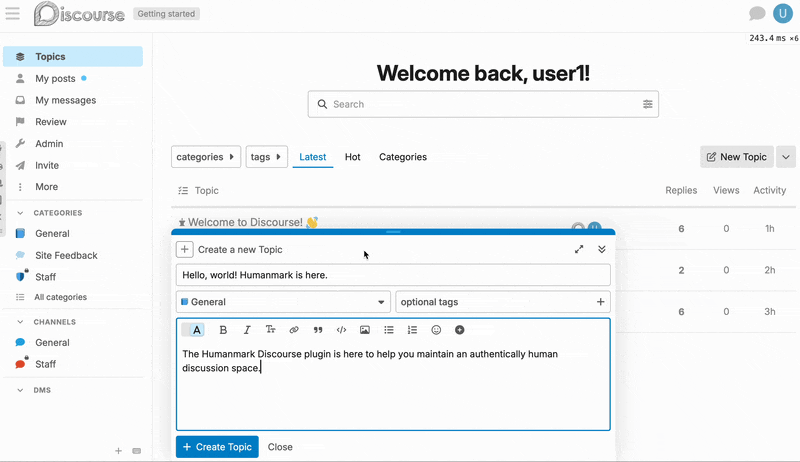 Discourse
Getting started
U
243.4 ms ×6
Topics
My posts
My messages
Review
Admin
Invite
More
CATEGORIES
General
Site Feedback
Staff
All categories
CHANNELS
General
Staff
DMS
Welcome back, user1!
Search
categories
tags
Latest
Hot
Categories
New Topic
Topic
Replies
Views
Activity
Welcome to Discourse! 👋
U
6
0
1h
2
0
2h
6
0
3h
Create a new Topic
Hello, world! Humanmark is here.
General
optional tags
A
B
I
Tт
The Humanmark Discourse plugin is here to help you maintain an authentically human
discussion space.
+ Create Topic
Close